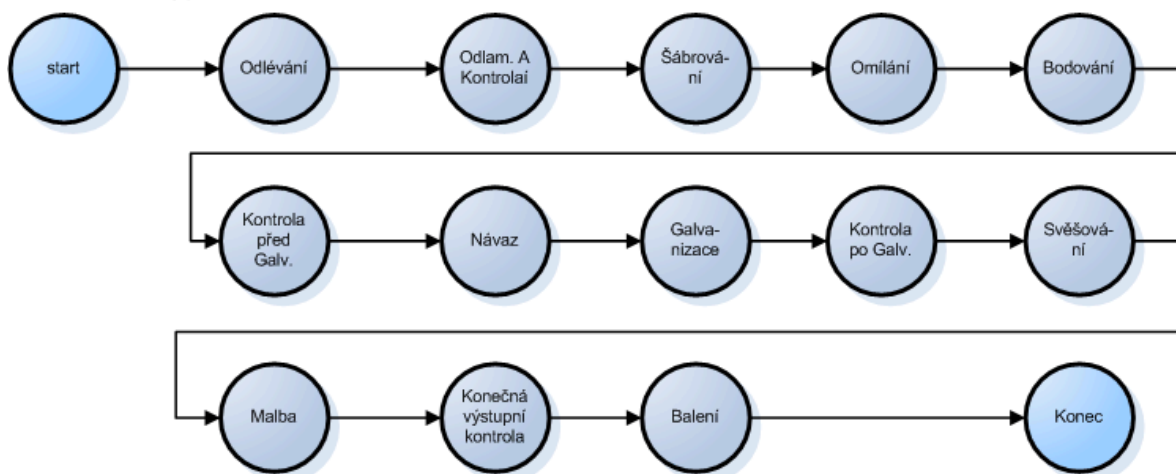 start
Odlévání
Odlam. A
Kontrolaí
Šábrová-
ní
Omílání
Bodování
Kontrola
před
Galv.
Návaz
Galva-
nizace
Kontrola
po Galv.
Svěšová-
ní
Malba
Konečná
výstupní
kontrola
Balení
Konec